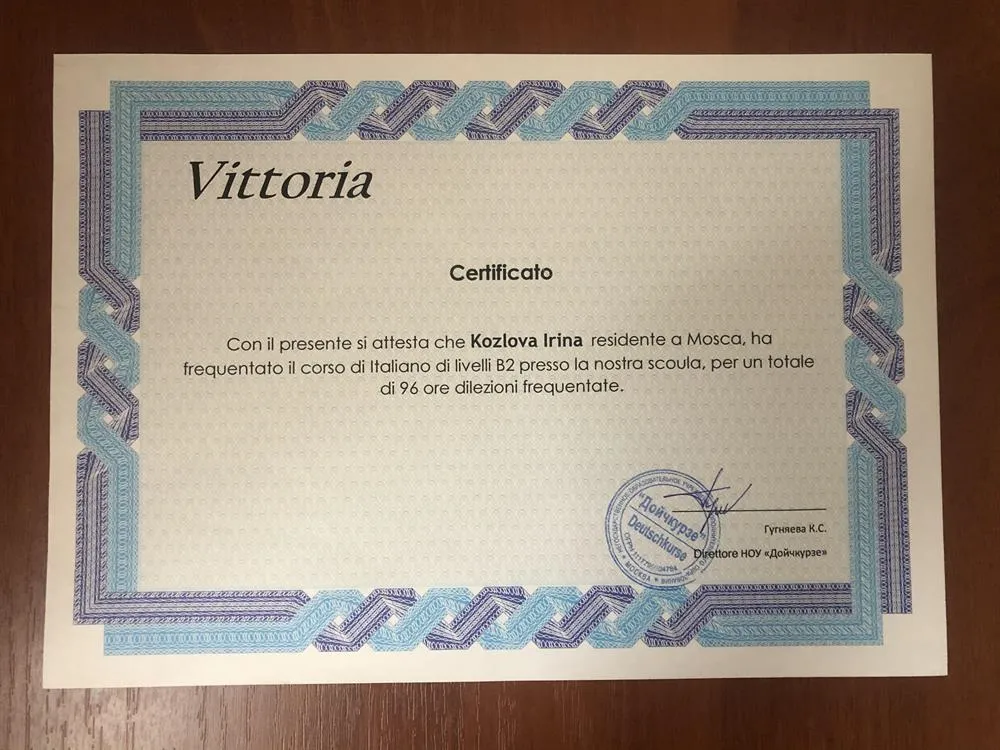 Vittoria
Certificato
Con il presente si attesta che Kozlova Irina residente a Mosca, ha
frequentato il corso di Italiano di livelli B2 presso la nostra scoula, per un totale
di 96 ore dilezioni frequentate.
"Дойчкурзе"
Deutschkurse
МОСКВА
Гугняева К.С.
Direttore НОУ «Дойчкурзе»